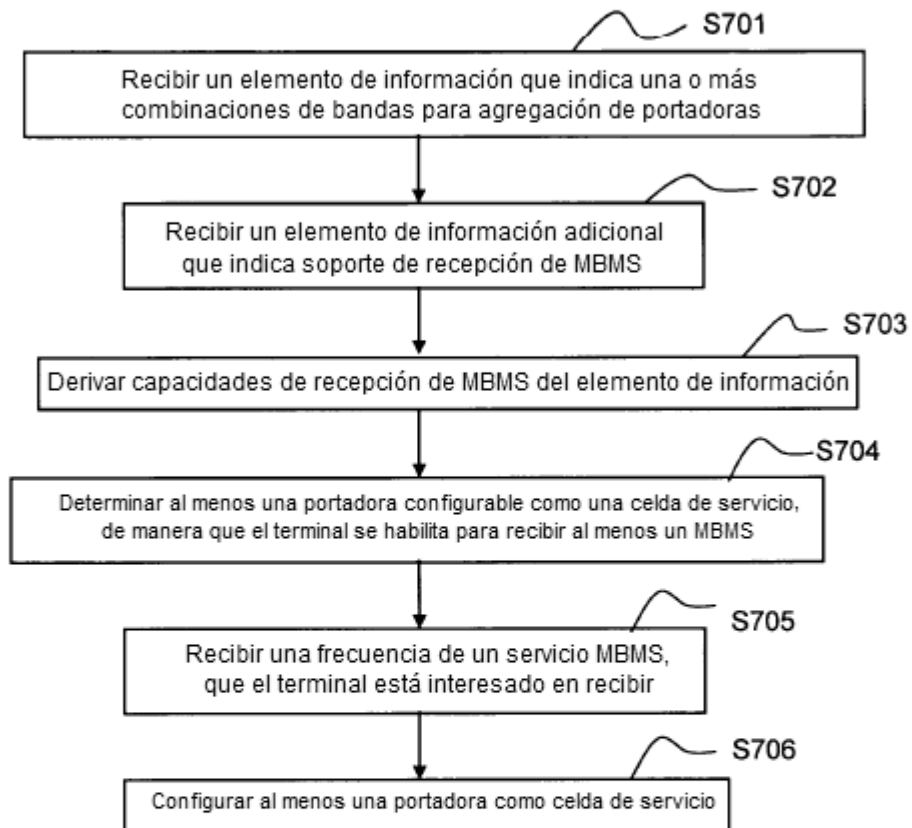 S701
Recibir un elemento de información que indica una o más
combinaciones de bandas para agregación de portadoras
S702
Recibir un elemento de información adicional
que indica soporte de recepción de MBMS
S703
Derivar capacidades de recepción de MBMS del elemento de información
S704
Determinar al menos una portadora configurable como una celda de servicio,
de manera que el terminal se habilita para recibir al menos un MBMS
S705
Recibir una frecuencia de un servicio MBMS,
que el terminal está interesado en recibir
S706
Configurar al menos una portadora como celda de servicio